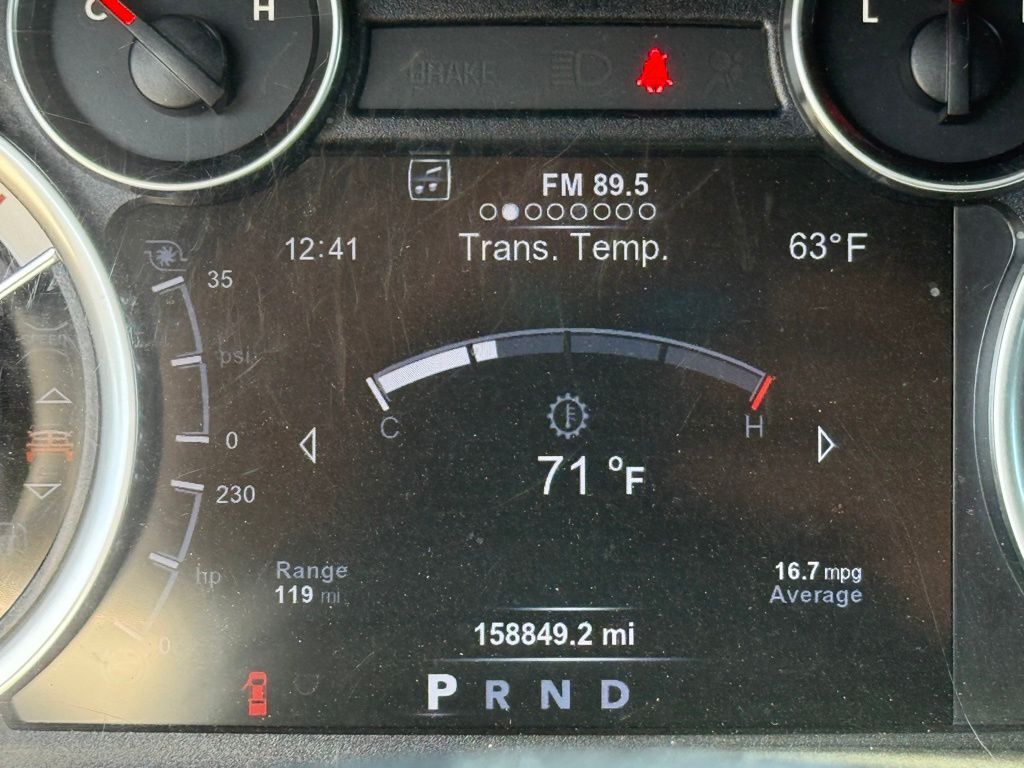 C H
BRAKE
L
FM 89.5
12:41 Trans. Temp. 63°F
35
psi
C H
0
71 °F
230
hp
Range
119 mi
16.7 mpg
Average
0
158849.2 mi
P R N D